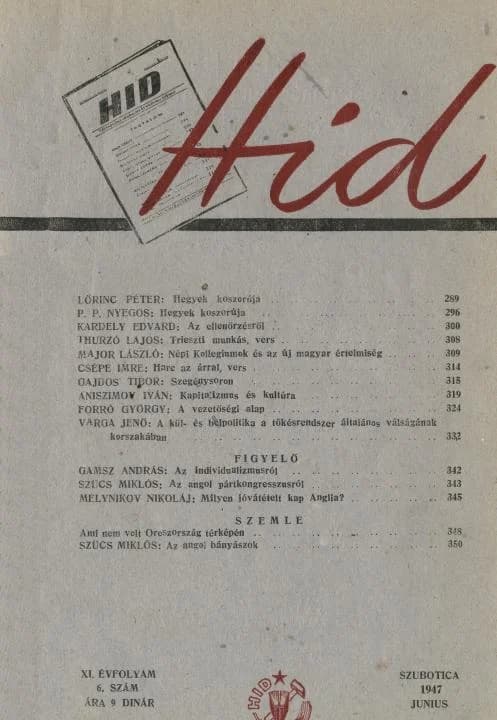 HID
Tartalom
Hid
LŐRINC PÉTER: Hegyek koszorúja 289
P. P. NYEGOS: Hegyek koszorúja 296
KARDELY EDVARD: Az ellenőrzésről 300
THURZÓ LAJOS: Trieszti munkás, vers 308
MAJOR LÁSZLÓ: Népi Kollégiumok és az új magyar értelmiség 309
CSÉPE IMRE: Harc az árral, vers 314
GAJDOS TIBOR: Szegénysoron 315
ANISZIMOV IVÁN: Kapitalizmus és kultúra 319
FORRÓ GYÖRGY: A vezetőségi alap 324
VARGA JENŐ: A kül- és belpolitika a tőkésrendszer általános válságának
korszakában 332
FIGYELŐ
GAMSZ ANDRÁS: Az individualizmusról 342
SZÜCS MIKLÓS: Az angol pártkongresszusról 343
MELYNIKOV NIKOLÁJ: Milyen jóvátételt kap Anglia? 345
SZEMLE
Ami nem volt Oroszország térképén 348
SZÜCS MIKLÓS: Az angol bányászok 350
XI. ÉVFOLYAM
6. SZÁM
ÁRA 9 DINÁR
HID
SZUBOTICA
1947
JUNIUS